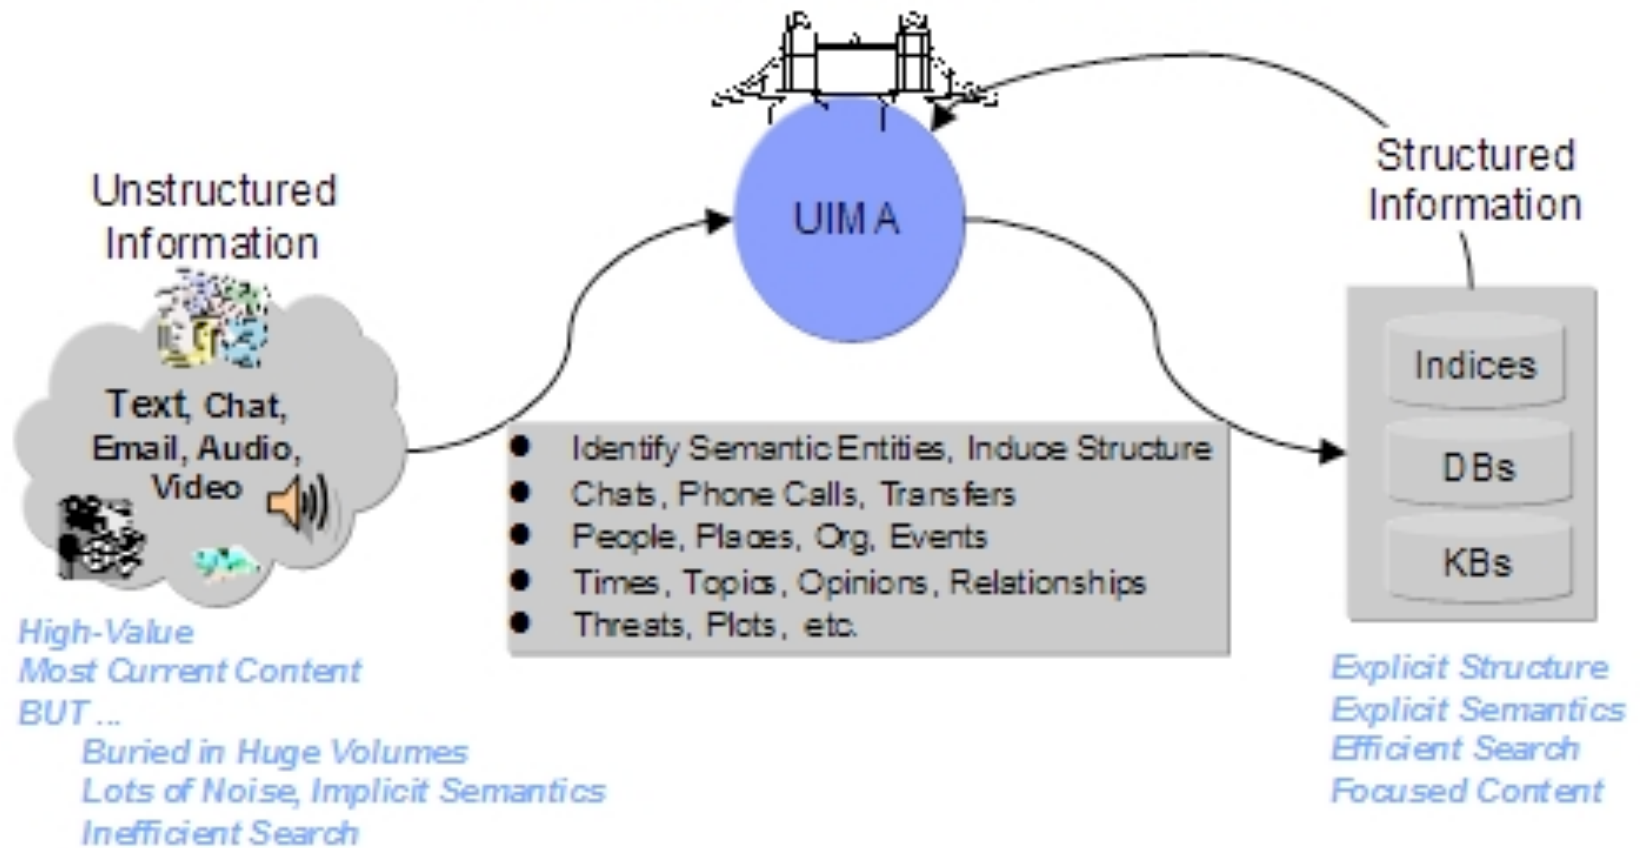 Unstructured
Information
Text, Chat,
Email, Audio,
Video
High-Value
Most Current Content
BUT ...
Buried in Huge Volumes
Lots of Noise, Implicit Semantics
Inefficient Search
UIMA
● Identify Semantic Entities, Induce Structure
● Chats, Phone Calls, Transfers
● People, Places, Org, Events
● Times, Topics, Opinions, Relationships
● Threats, Plots, etc.
Structured
Information
Indices
DBs
KBs
Explicit Structure
Explicit Semantics
Efficient Search
Focused Content